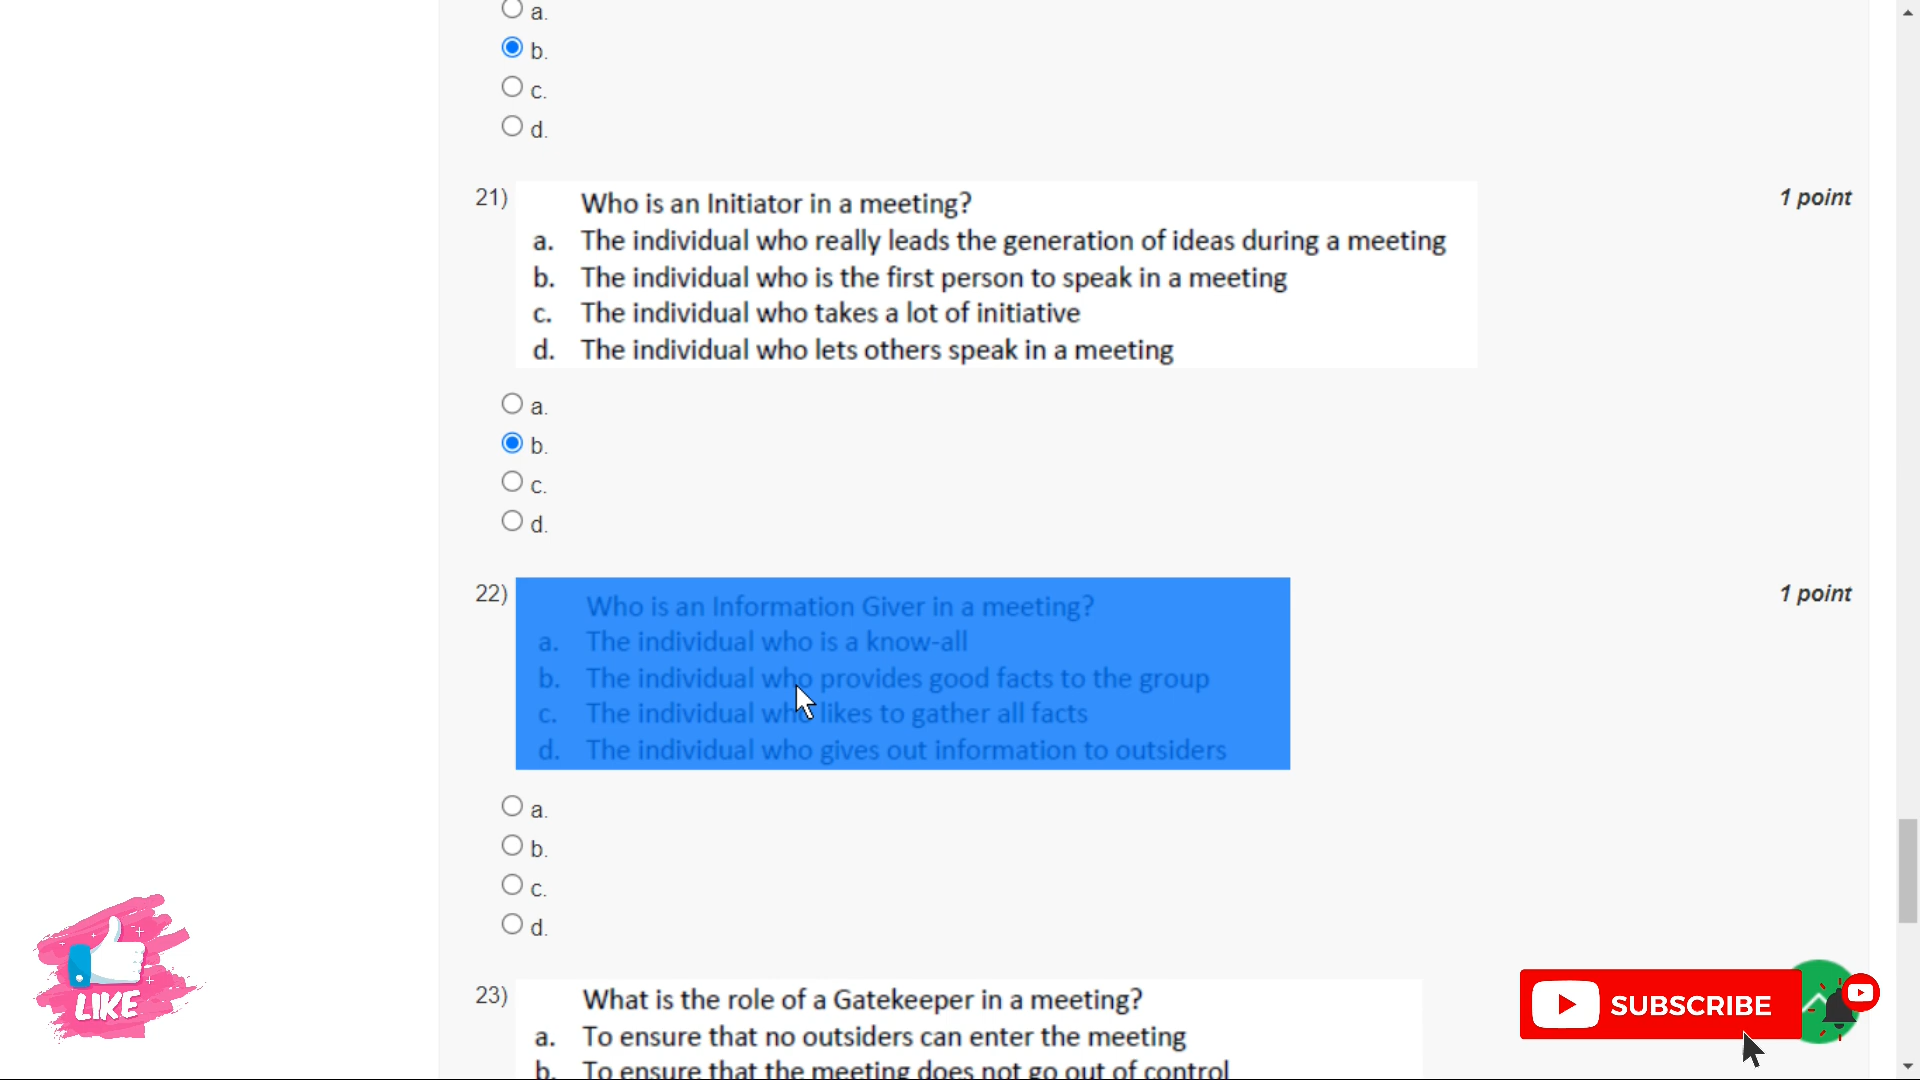 a.
b.
c.
d.
21)
Who is an Initiator in a meeting?
1 point
a. The individual who really leads the generation of ideas during a meeting
b. The individual who is the first person to speak in a meeting
c. The individual who takes a lot of initiative
d. The individual who lets others speak in a meeting
a.
b.
c.
d.
22)
Who is an Information Giver in a meeting?
1 point
a. The individual who is a know-all
b. The individual who provides good facts to the group
c. The individual who likes to gather all facts
d. The individual who gives out information to outsiders
a.
b.
c.
d.
23)
What is the role of a Gatekeeper in a meeting?
a. To ensure that no outsiders can enter the meeting
b. To ensure that the meeting does not go out of control
LIKE
SUBSCRIBE